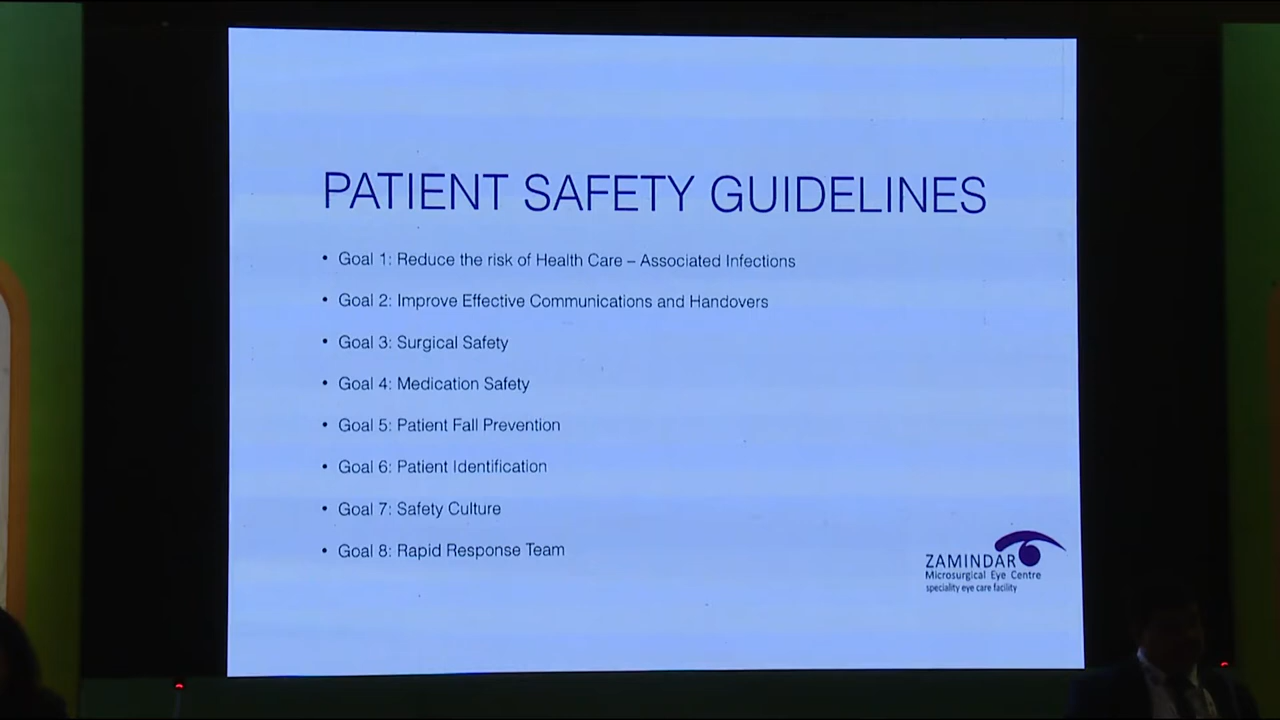 PATIENT SAFETY GUIDELINES
• Goal 1: Reduce the risk of Health Care – Associated Infections
• Goal 2: Improve Effective Communications and Handovers
• Goal 3: Surgical Safety
• Goal 4: Medication Safety
• Goal 5: Patient Fall Prevention
• Goal 6: Patient Identification
• Goal 7: Safety Culture
• Goal 8: Rapid Response Team
ZAMINDAR
Microsurgical Eye Centre
speciality eye care facility